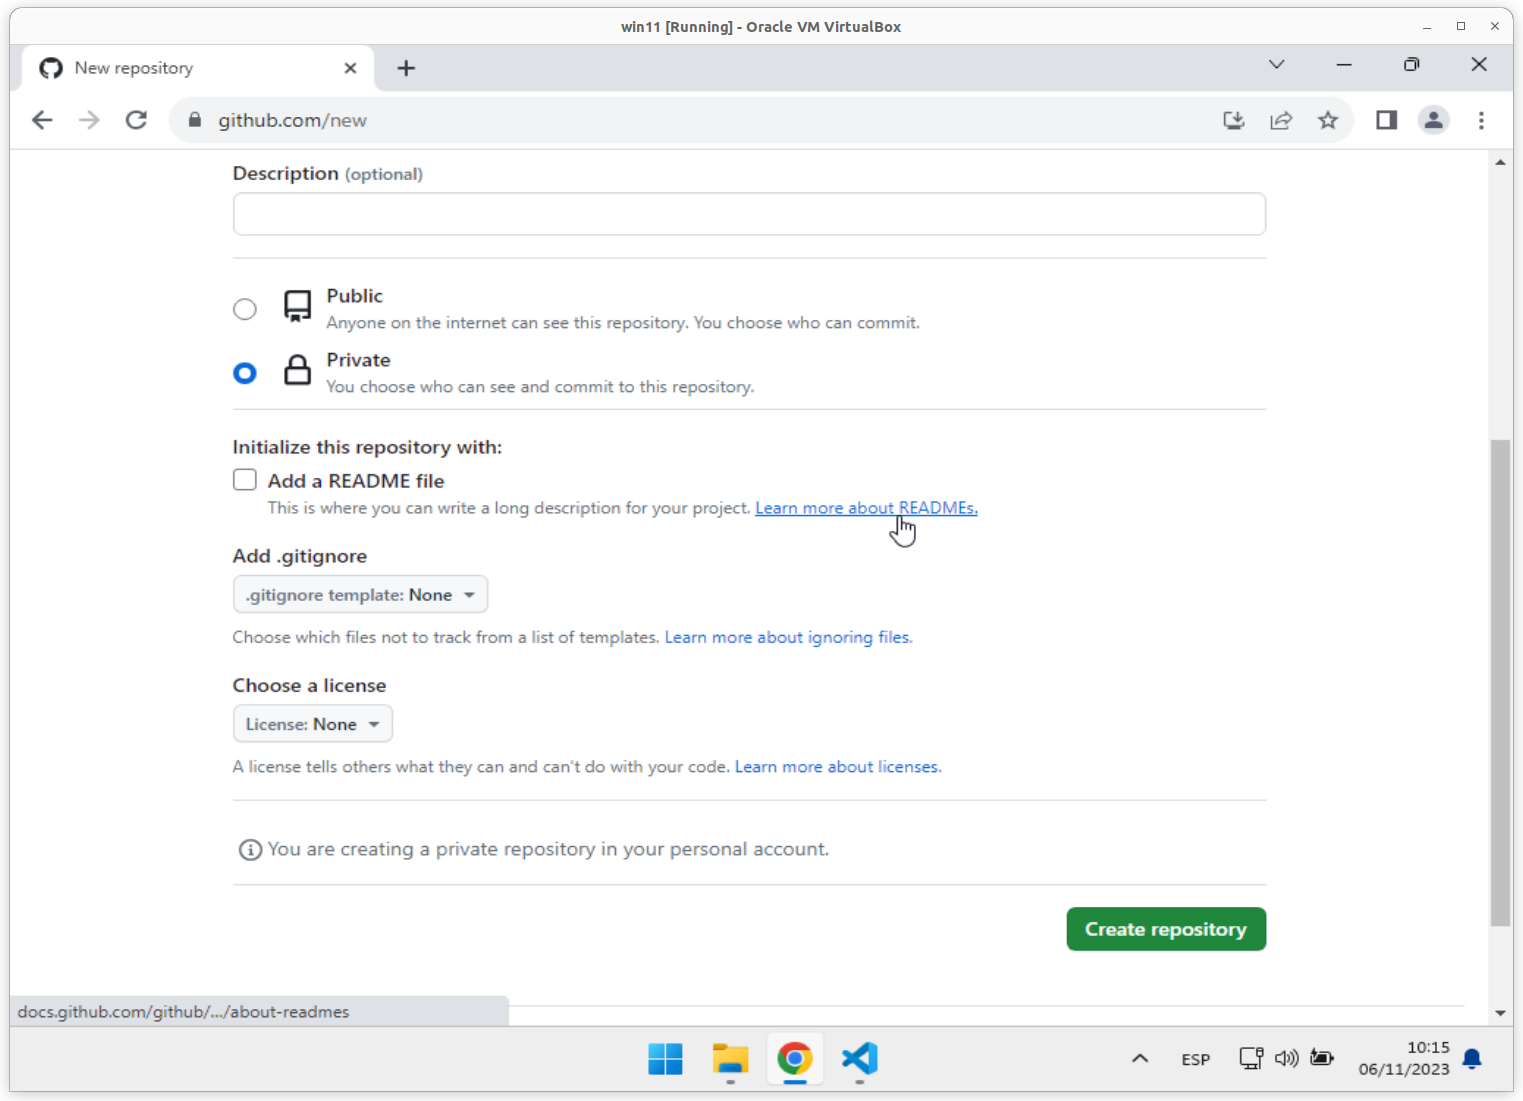 win11 [Running] - Oracle VM VirtualBox
New repository
github.com/new
Description (optional)
Public
Anyone on the internet can see this repository. You choose who can commit.
Private
You choose who can see and commit to this repository.
Initialize this repository with:
Add a README file
This is where you can write a long description for your project. Learn more about READMEs.
Add .gitignore
.gitignore template: None
Choose which files not to track from a list of templates. Learn more about ignoring files.
Choose a license
License: None
A license tells others what they can and can't do with your code. Learn more about licenses.
You are creating a private repository in your personal account.
Create repository
docs.github.com/github/.../about-readmes
ESP
10:15
06/11/2023